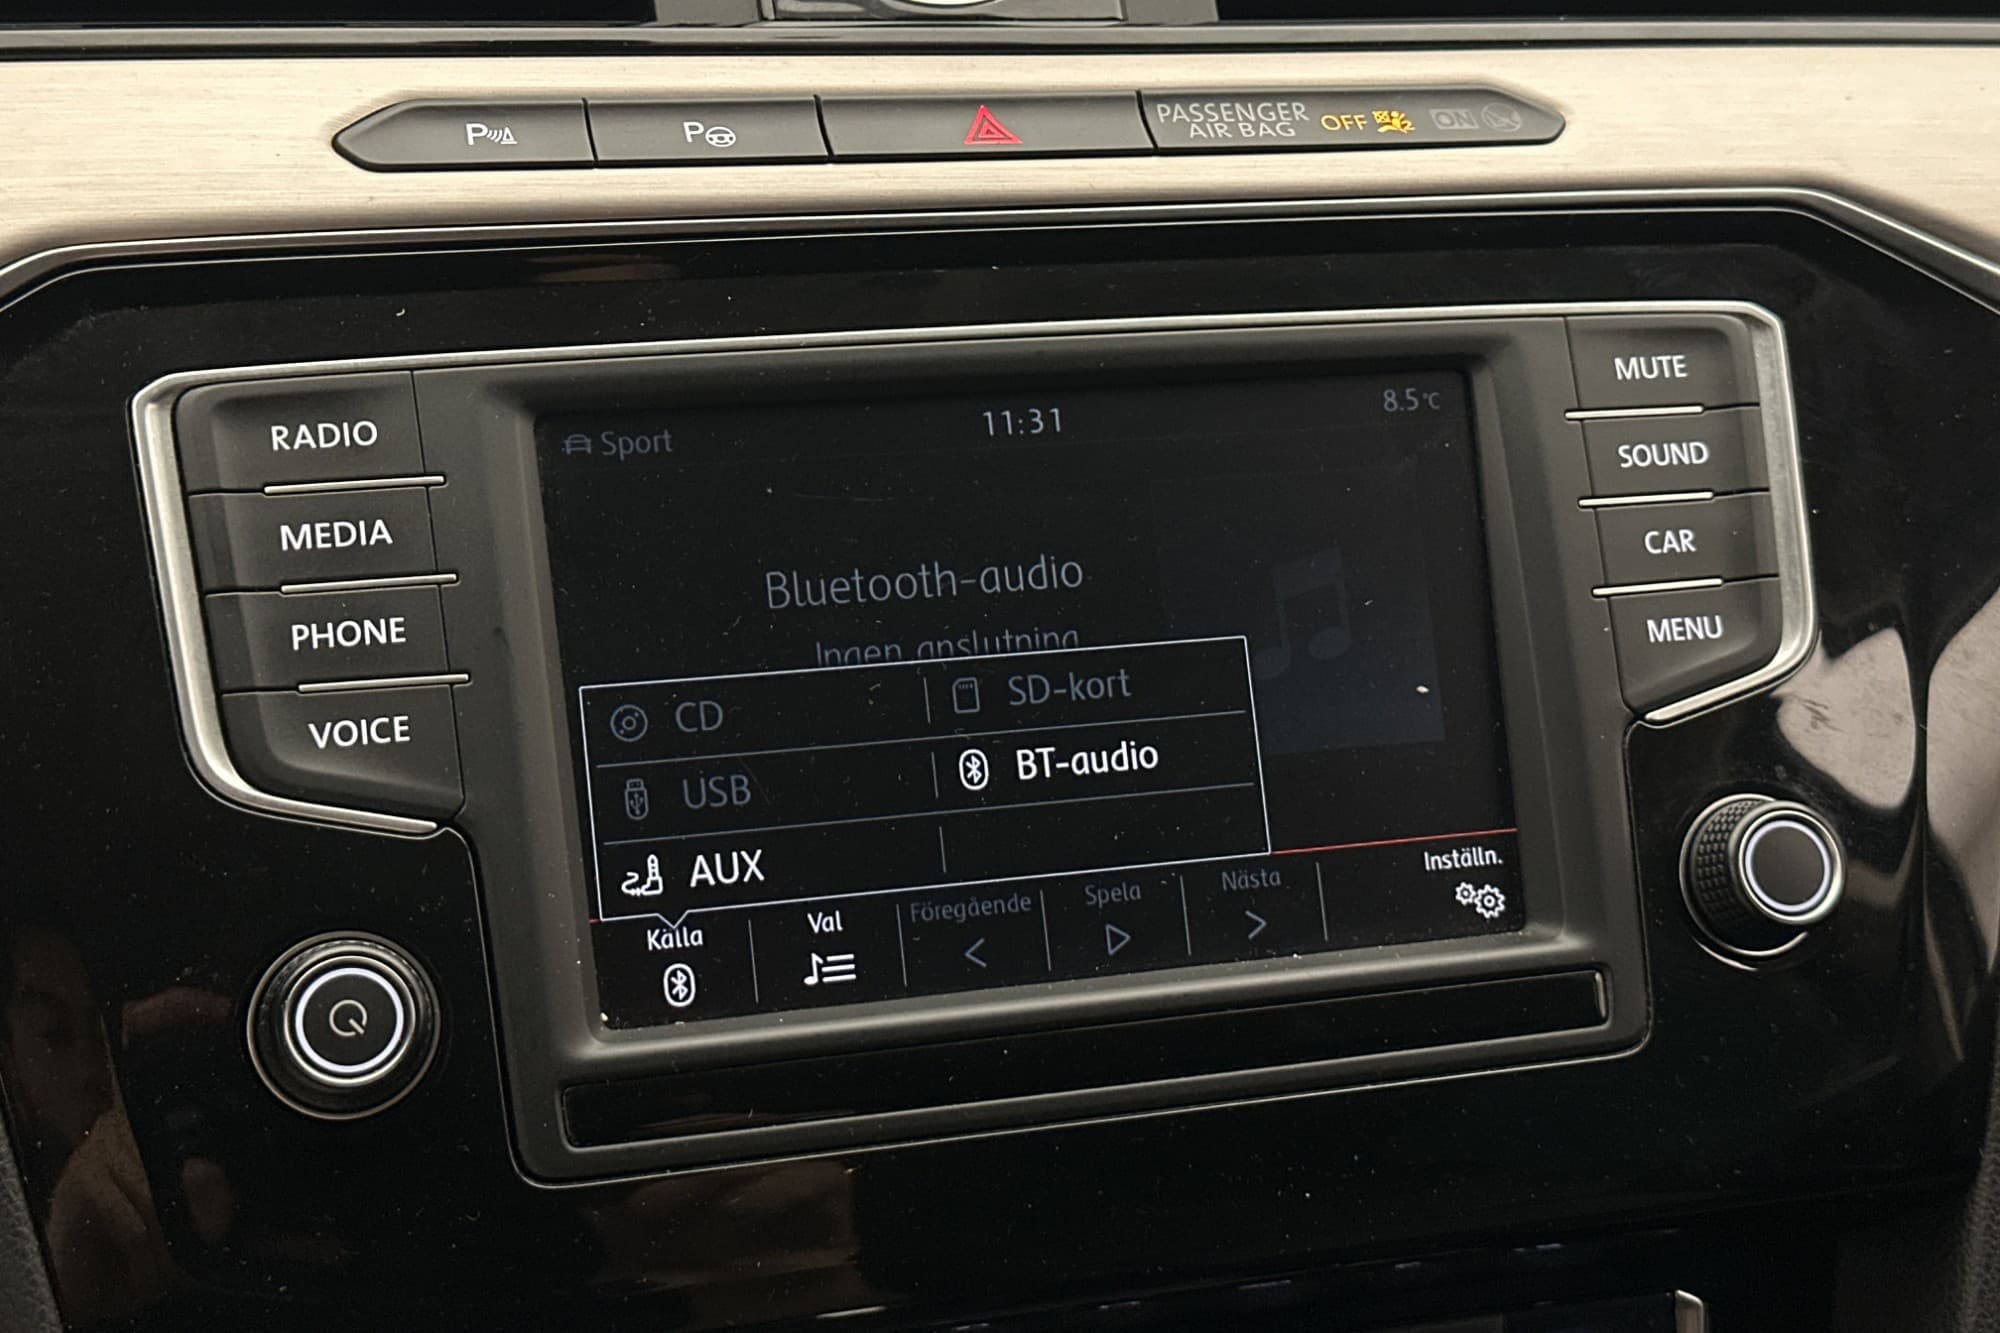 P
P
PASSENGER
AIR BAG
OFF
ON
RADIO
MEDIA
PHONE
VOICE
MUTE
SOUND
CAR
MENU
Sport
11:31
8.5°C
Bluetooth-audio
Ingen anslutning
CD
SD-kort
USB
BT-audio
AUX
Källa
Val
Föregående
Spela
Nästa
Inställn.